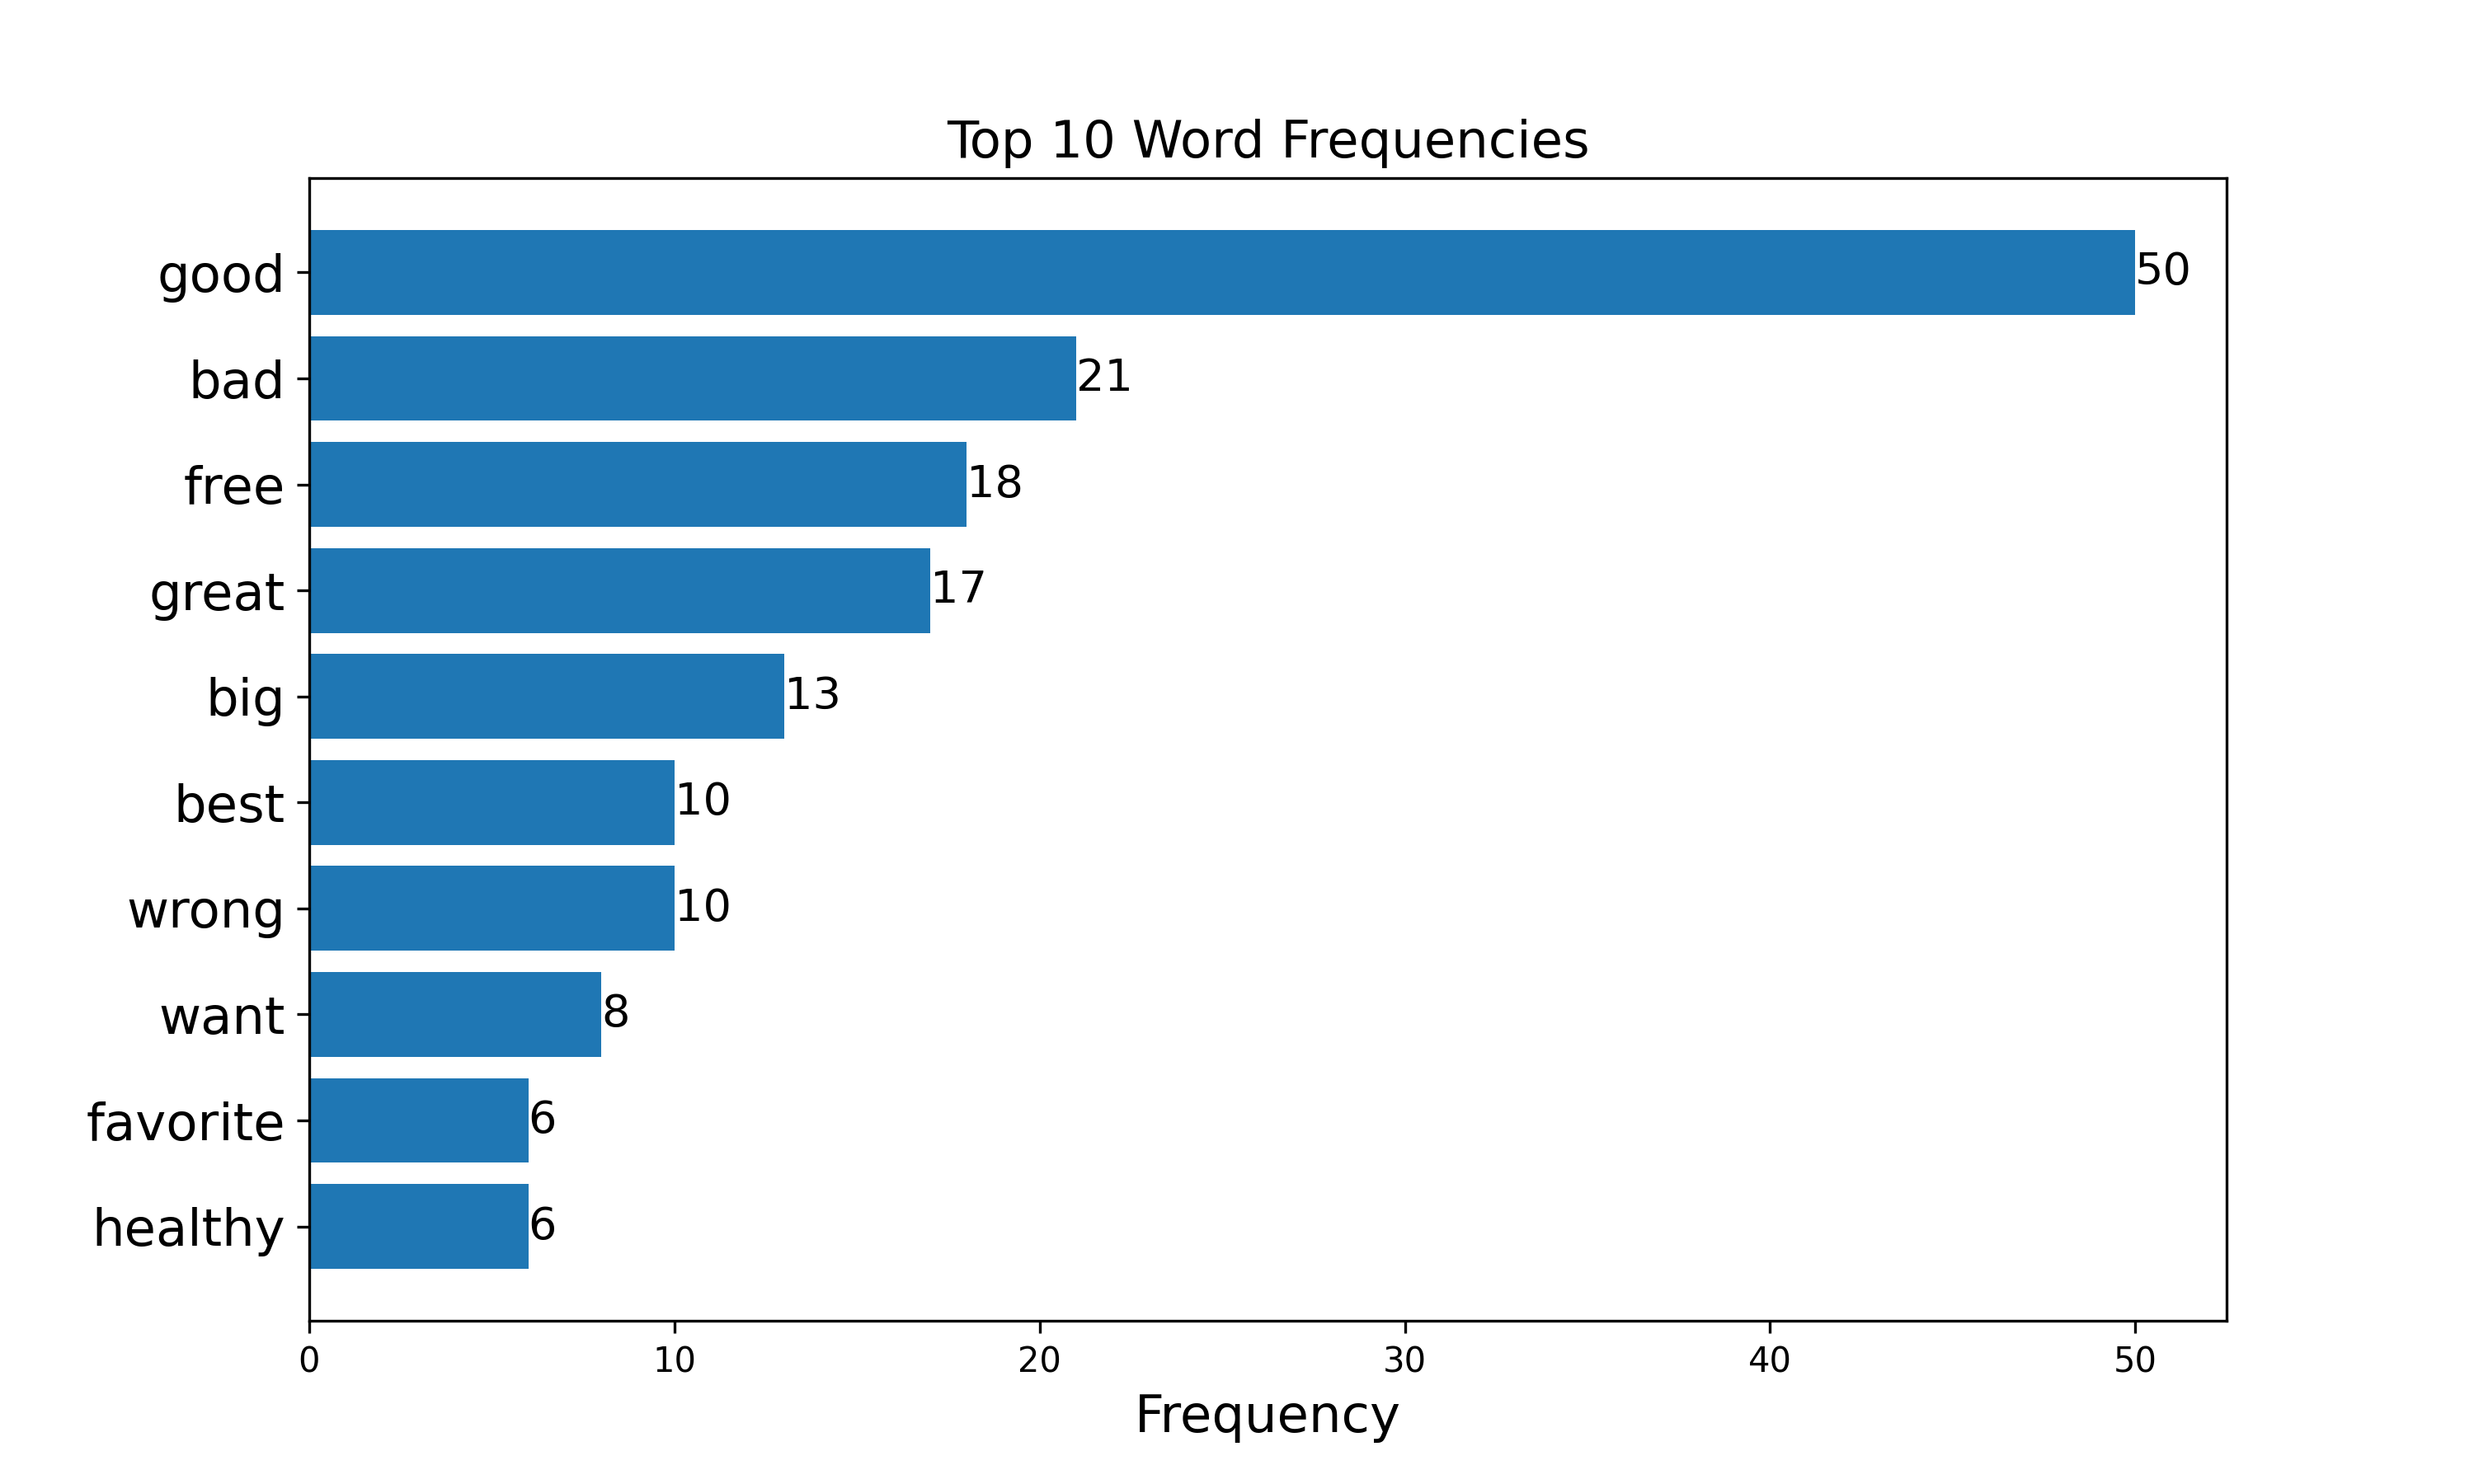 Top 10 Word Frequencies
good 50
bad 21
free 18
great 17
big 13
best 10
wrong 10
want 8
favorite 6
healthy 6
0 10 20 30 40 50
Frequency